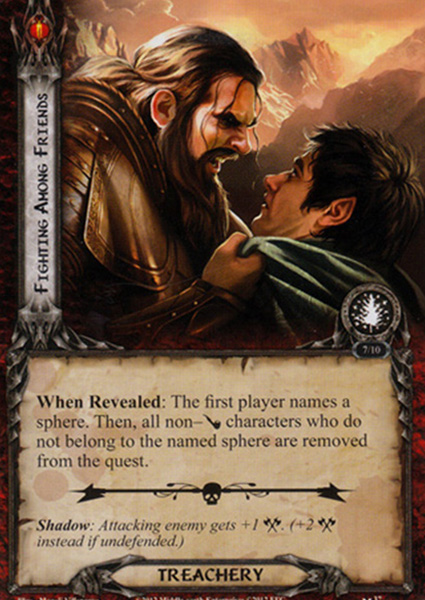 FIGHTING AMONG FRIENDS
7/10
When Revealed: The first player names a
sphere. Then, all non– characters who do
not belong to the named sphere are removed
from the quest.
Shadow: Attacking enemy gets +1 . (+2
instead if undefended.)
TREACHERY